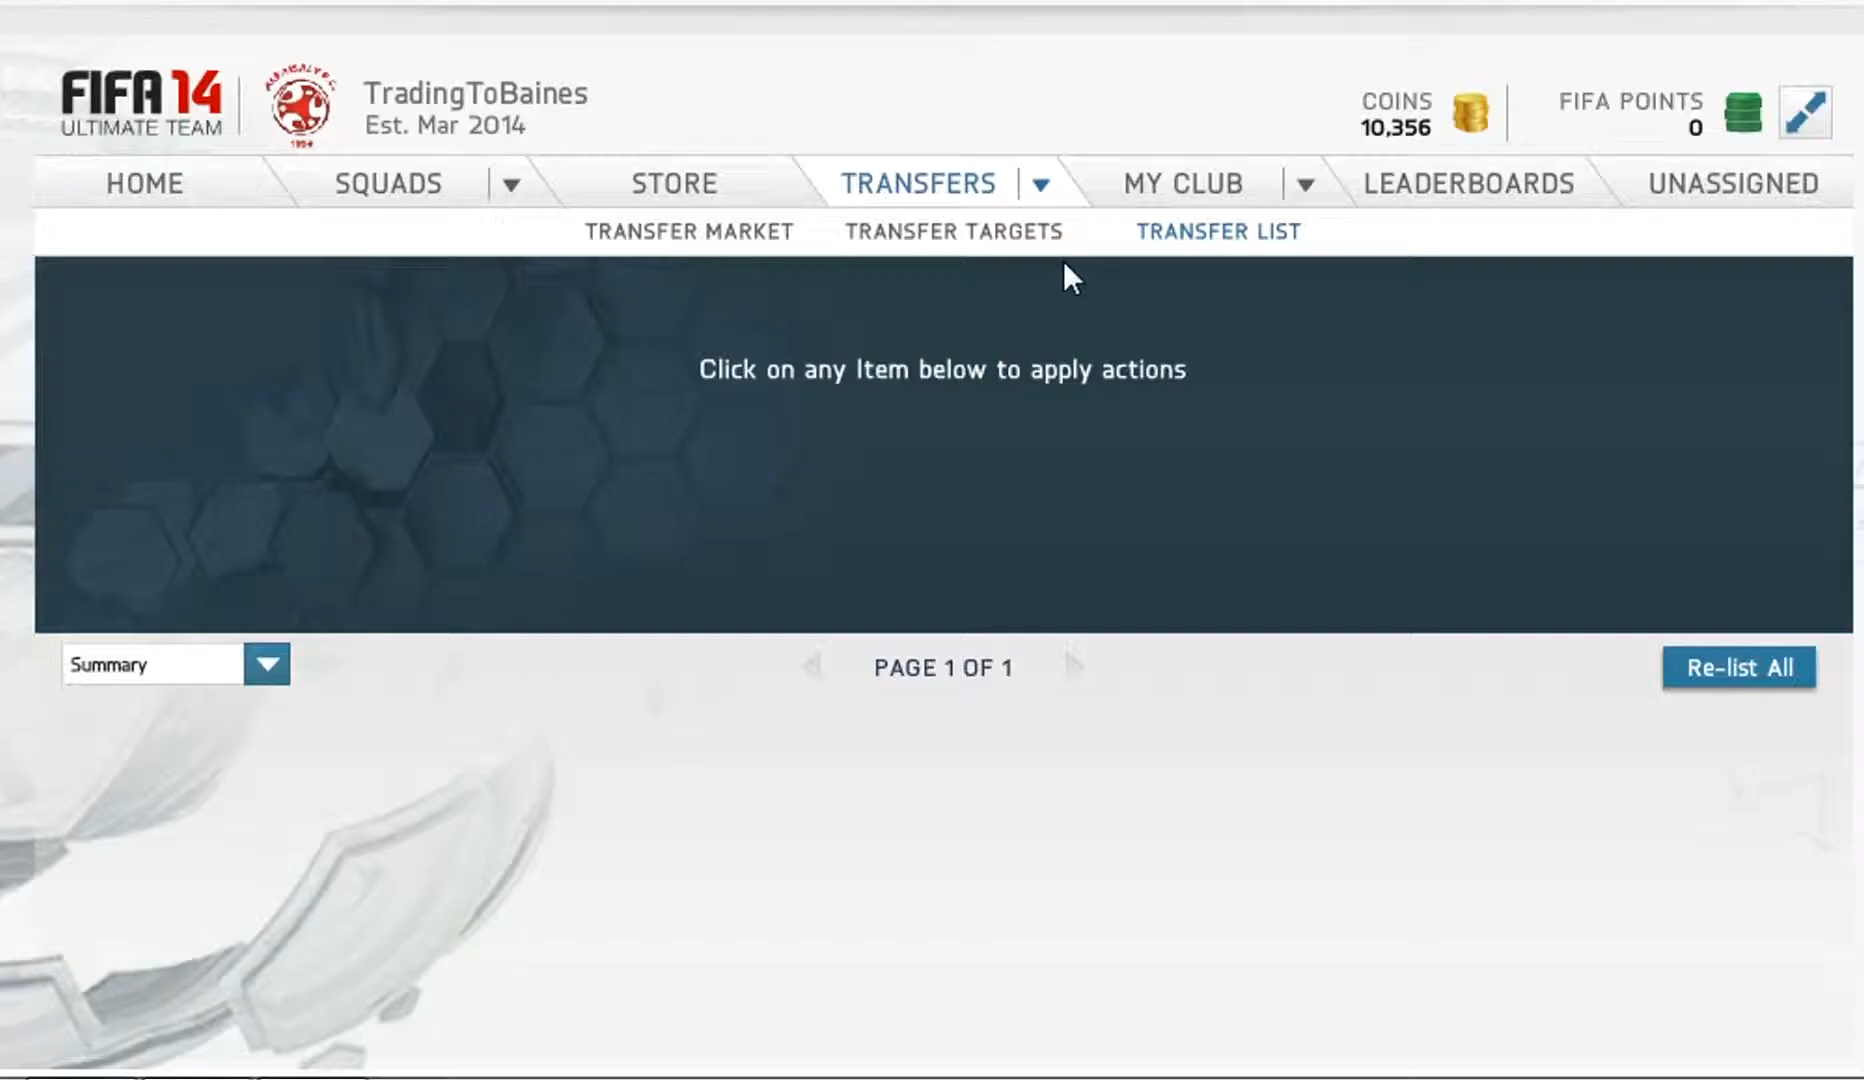 FIFA 14
ULTIMATE TEAM
TradingToBaines
Est. Mar 2014
COINS
10,356
FIFA POINTS
0
HOME
SQUADS
STORE
TRANSFERS
MY CLUB
LEADERBOARDS
UNASSIGNED
TRANSFER MARKET
TRANSFER TARGETS
TRANSFER LIST
Click on any Item below to apply actions
Summary
PAGE 1 OF 1
Re-list All